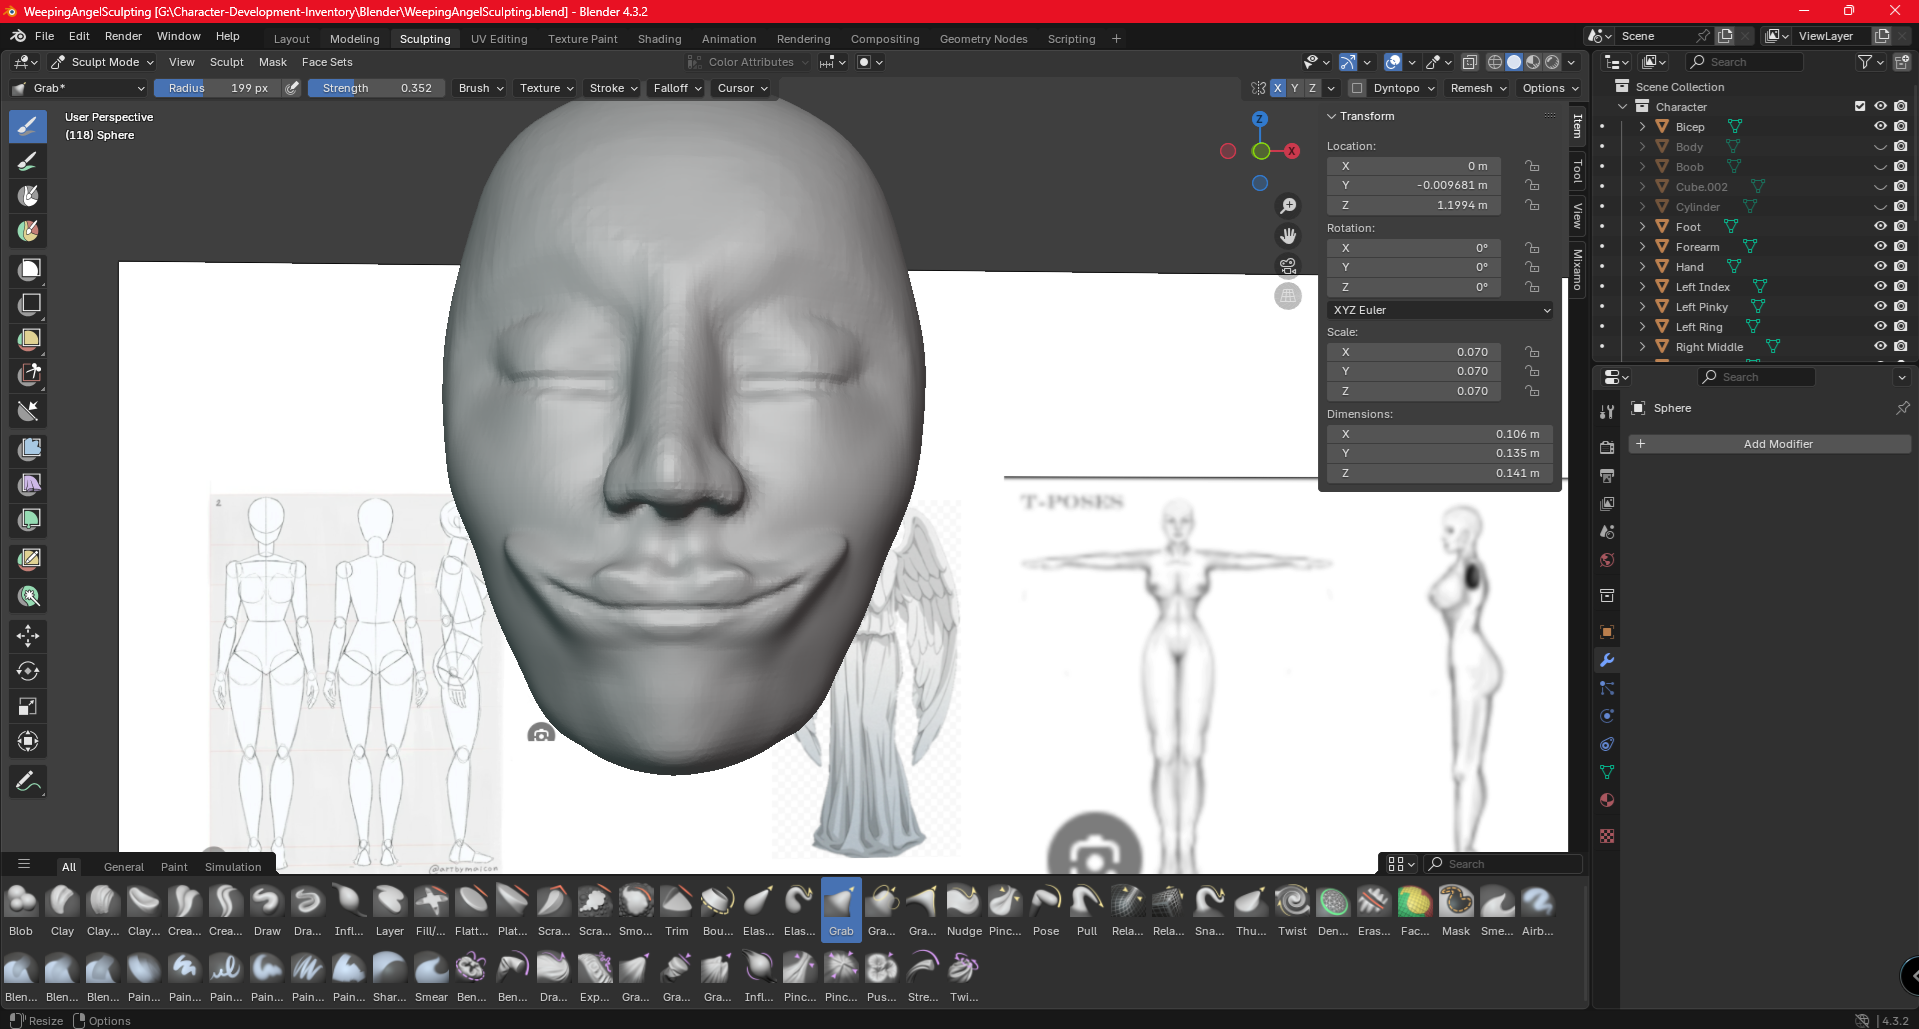 WeepingAngelSculpting [G:\Character-Development-Inventory\Blender\WeepingAngelSculpting.blend] - Blender 4.3.2
File Edit Render Window Help
Layout Modeling Sculpting UV Editing Texture Paint Shading Animation Rendering Compositing Geometry Nodes Scripting +
Scene
ViewLayer
Sculpt Mode View Sculpt Mask Face Sets
Color Attributes
Grab*
Radius 199 px
Strength 0.352
Brush Texture Stroke Falloff Cursor
X Y Z
Dyntopo Remesh Options
User Perspective
(118) Sphere
Z
X
Transform
Location:
X 0 m
Y -0.009681 m
Z 1.1994 m
Rotation:
X 0°
Y 0°
Z 0°
XYZ Euler
Scale:
X 0.070
Y 0.070
Z 0.070
Dimensions:
X 0.106 m
Y 0.135 m
Z 0.141 m
Item
Tool
View
Mixamo
T-POSES
@artbymaicon
Search
Scene Collection
Character
Bicep
Body
Boob
Cube.002
Cylinder
Foot
Forearm
Hand
Left Index
Left Pinky
Left Ring
Right Middle
Search
Sphere
+ Add Modifier
All General Paint Simulation
Search
Blob Clay Clay... Clay... Crea... Crea... Draw Dra... Infl... Layer Fill/... Flatt... Plat... Scra... Scra... Smo... Trim Bou... Elas... Elas... Grab Gra... Gra... Nudge Pinc... Pose Pull Rela... Rela... Sna... Thu... Twist Den... Eras... Fac... Mask Sme... Airb...
Blen... Blen... Blen... Pain... Pain... Pain... Pain... Pain... Pain... Shar... Smear Ben... Ben... Dra... Exp... Gra... Gra... Gra... Infl... Pinc... Pinc... Pus... Stre... Twi...
Resize Options
4.3.2